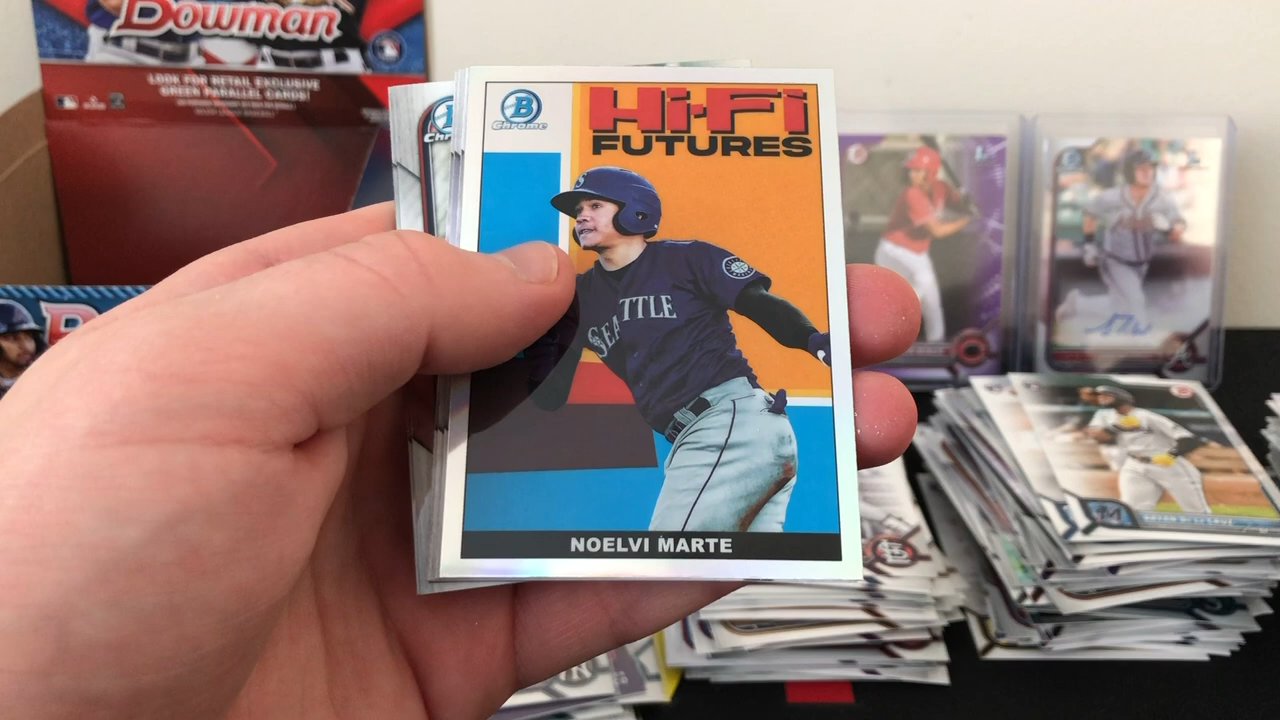 Bowman
LOOK FOR RETAIL EXCLUSIVE
GREEN PARALLEL CARDS!
B
Chrome
Hi-Fi
FUTURES
SEATTLE
NOELVI MARTE